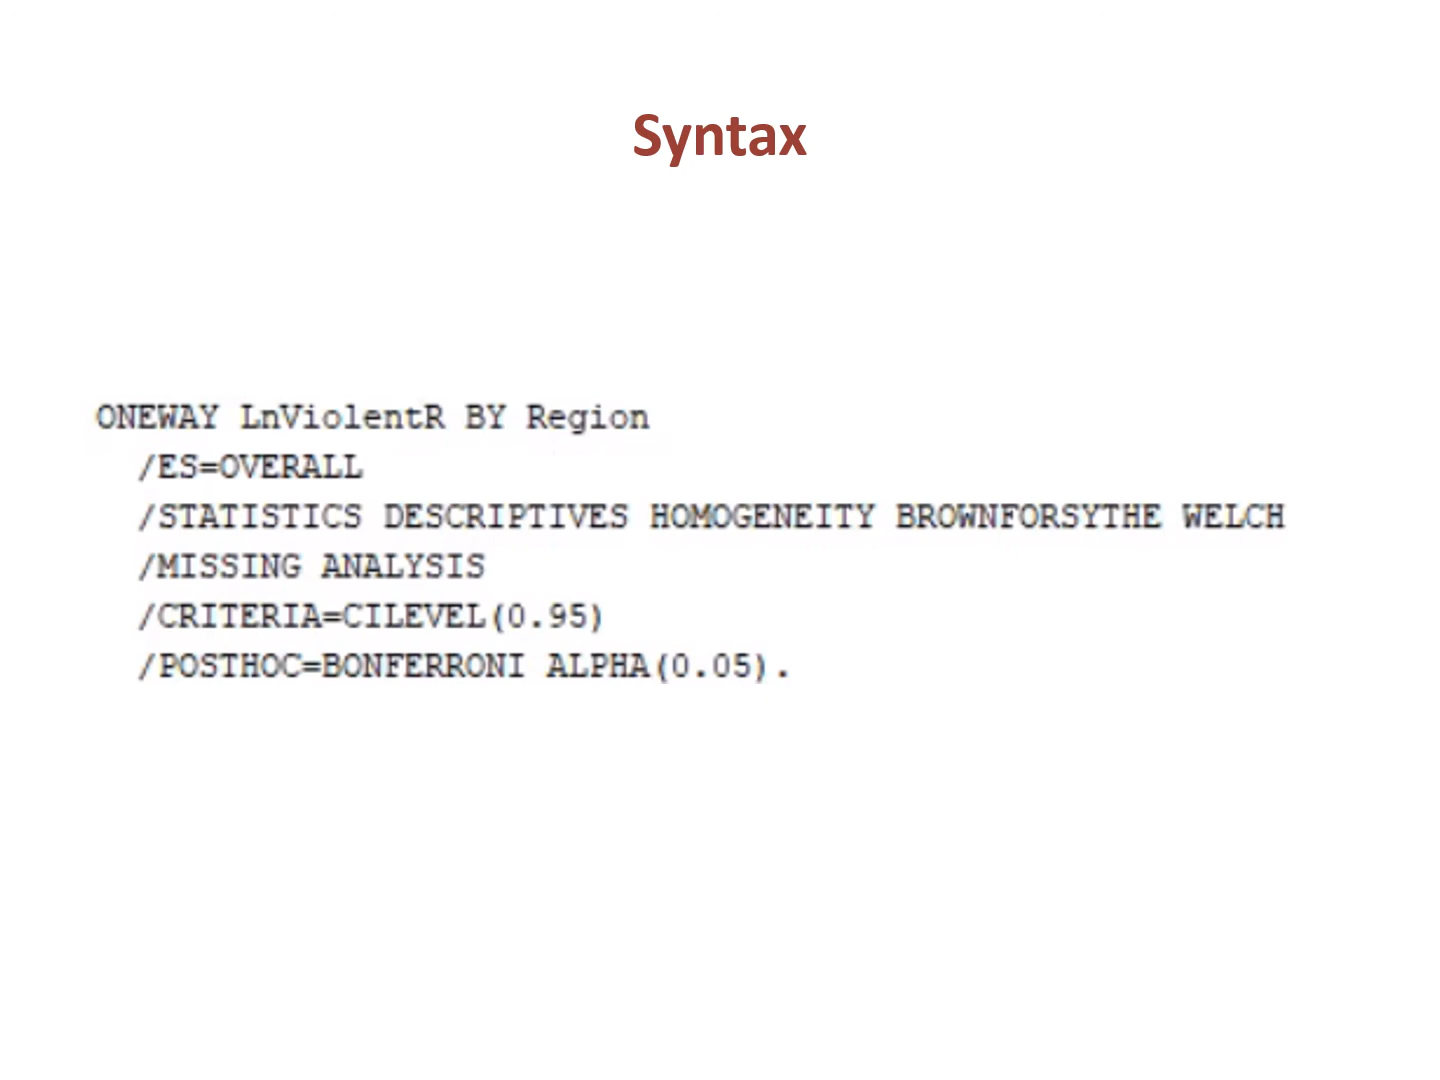 Syntax
ONEWAY LnViolentR BY Region
/ES=OVERALL
/STATISTICS DESCRIPTIVES HOMOGENEITY BROWNFORSYTHE WELCH
/MISSING ANALYSIS
/CRITERIA=CILEVEL(0.95)
/POSTHOC=BONFERRONI ALPHA(0.05).